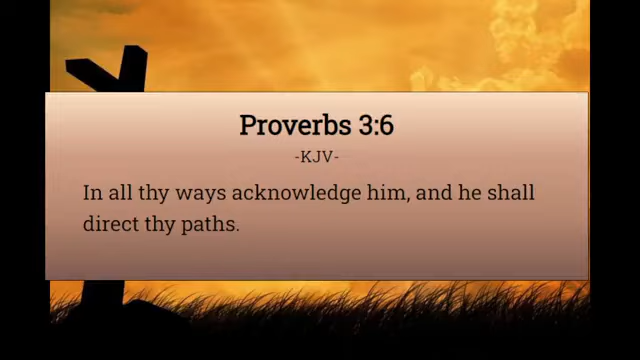 Proverbs 3:6
-KJV-
In all thy ways acknowledge him, and he shall
direct thy paths.